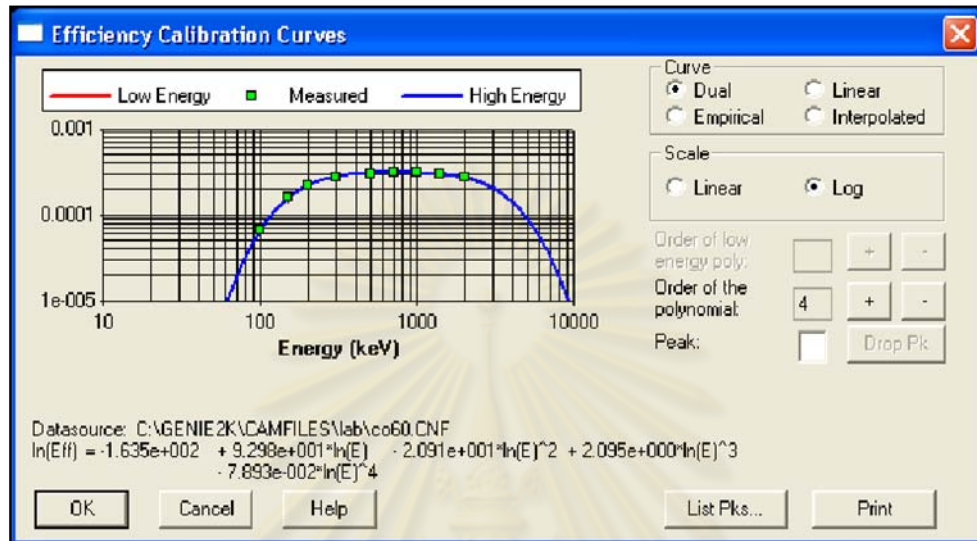 Efficiency Calibration Curves
Low Energy Measured High Energy
0.001
0.0001
1e-005
10 100 1000 10000
Energy (keV)
Curve
Dual Linear
Empirical Interpolated
Scale
Linear Log
Order of low
energy poly:
+ -
Order of the
polynomial:
4 + -
Peak: Drop Pk
Datasource: C:\GENIE2K\CAMFILES\lab\co60.CNF
ln(Eff) = -1.635e+002 + 9.298e+001*ln(E) - 2.091e+001*ln(E)^2 + 2.095e+000*ln(E)^3
- 7.893e-002*ln(E)^4
OK Cancel Help List Pks... Print